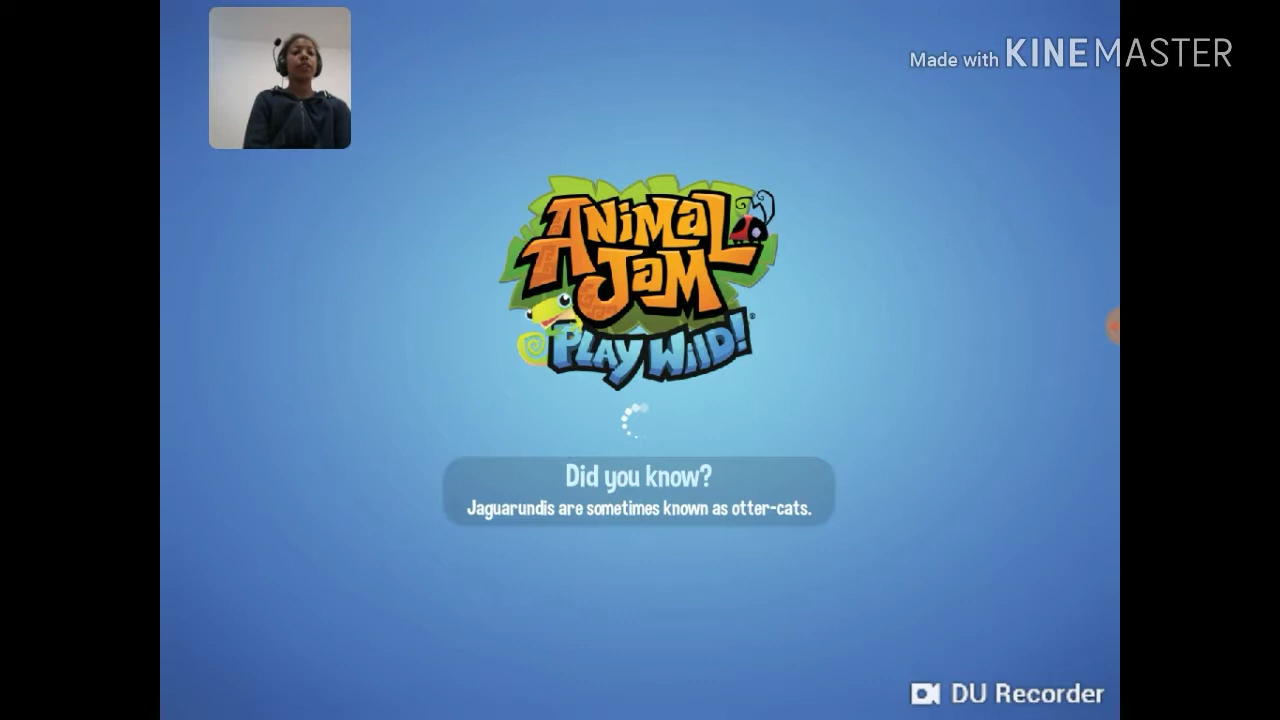 Made with KINEMASTER
ANiMaL
JaM
PLAY WiLD!
Did you know?
Jaguarundis are sometimes known as otter-cats.
DU Recorder